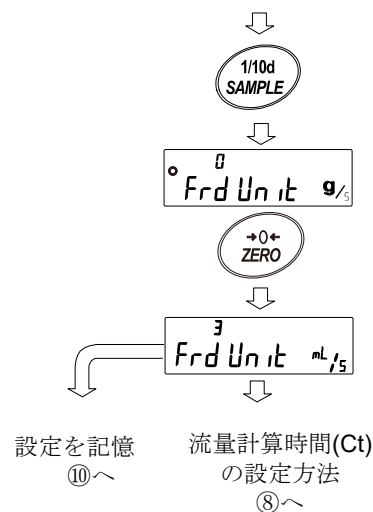 1/10d
SAMPLE
0
Frd Unit g/s
→0←
ZERO
3
Frd Unit mL/s
設定を記憶
⑩へ
流量計算時間(Ct)
の設定方法
⑧へ